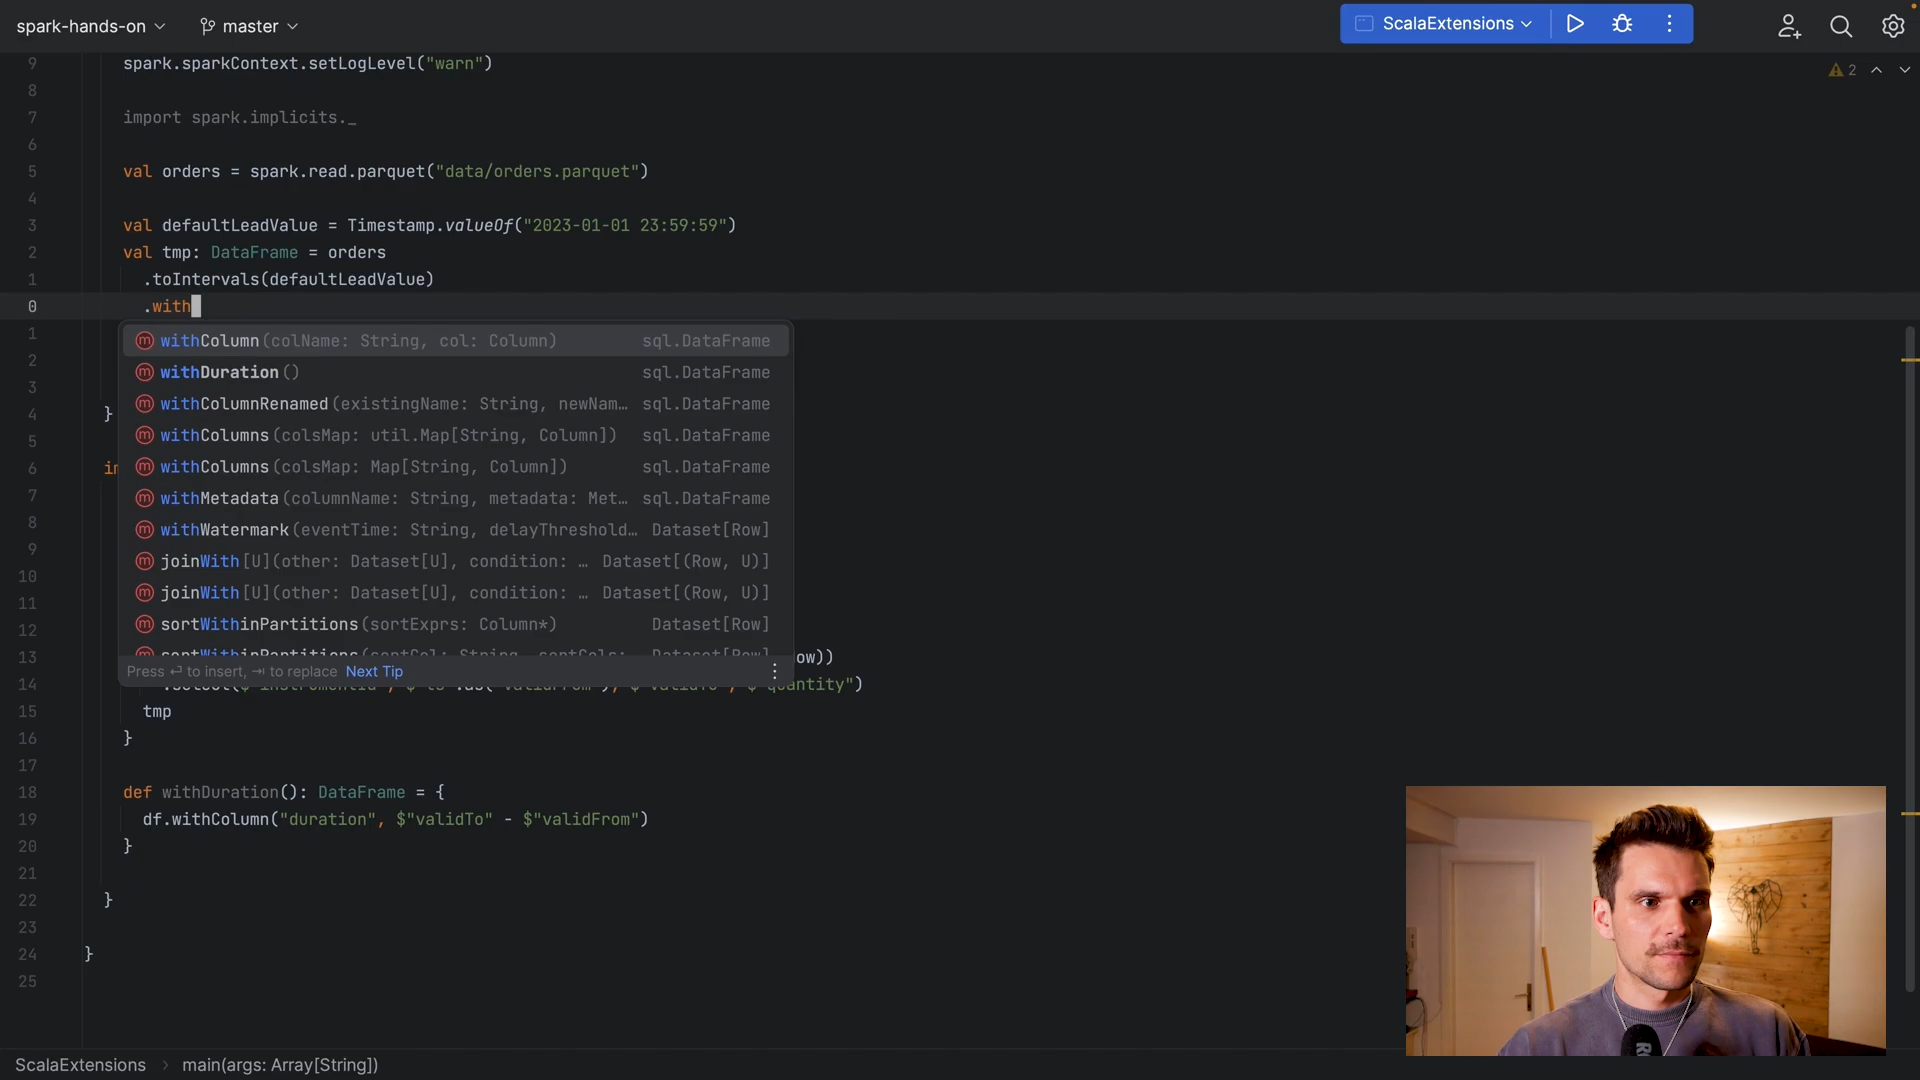 spark-hands-on
master
ScalaExtensions
2
9 spark.sparkContext.setLogLevel("warn")
8
7 import spark.implicits._
6
5 val orders = spark.read.parquet("data/orders.parquet")
4
3 val defaultLeadValue = Timestamp.valueOf("2023-01-01 23:59:59")
2 val tmp: DataFrame = orders
1 .toIntervals(defaultLeadValue)
0 .with
1
m withColumn(colName: String, col: Column) sql.DataFrame
2
m withDuration() sql.DataFrame
3
m withColumnRenamed(existingName: String, newNam… sql.DataFrame
4 }
m withColumns(colsMap: util.Map[String, Column]) sql.DataFrame
5
m withColumns(colsMap: Map[String, Column]) sql.DataFrame
6
m withMetadata(columnName: String, metadata: Met… sql.DataFrame
7
8
m withWatermark(eventTime: String, delayThreshold… Dataset[Row]
9
m joinWith[U](other: Dataset[U], condition: … Dataset[(Row, U)]
10
m joinWith[U](other: Dataset[U], condition: … Dataset[(Row, U)]
11
m sortWithinPartitions(sortExprs: Column*) Dataset[Row]
12
m sortWithinPartitions(sortCol: String, sortCols: Dataset[Row]
13 ow))
Press ⏎ to insert, ⇥ to replace Next Tip
14 antity")
15 tmp
16 }
17
18 def withDuration(): DataFrame = {
19 df.withColumn("duration", $"validTo" - $"validFrom")
20 }
21
22 }
23
24 }
25
ScalaExtensions > main(args: Array[String])